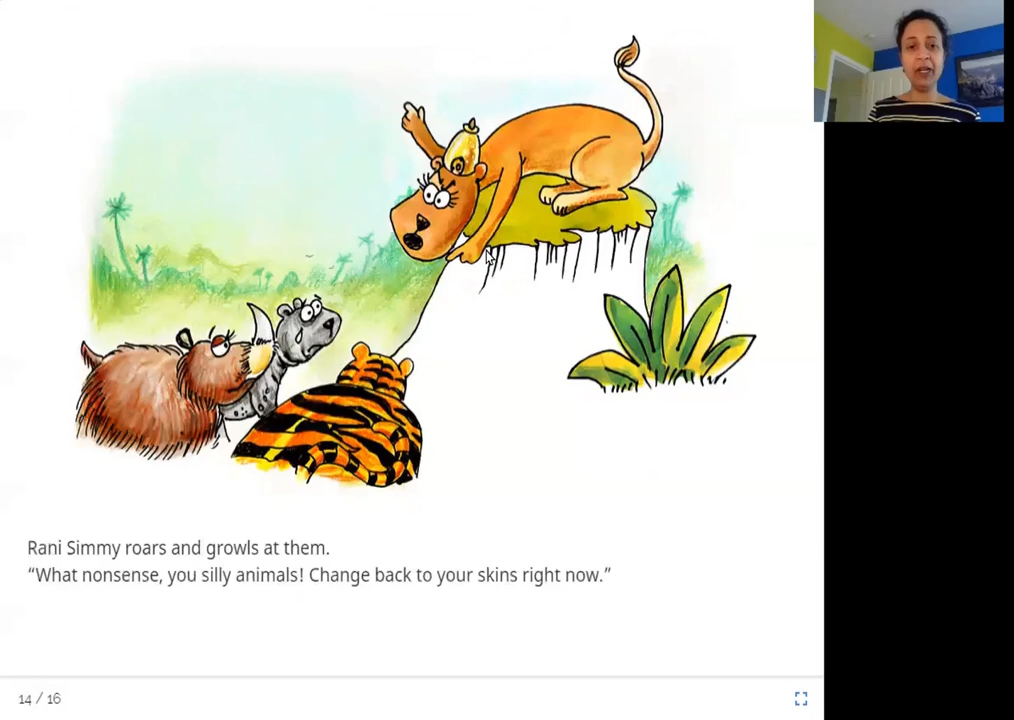 Rani Simmy roars and growls at them.
“What nonsense, you silly animals! Change back to your skins right now.”
14 / 16